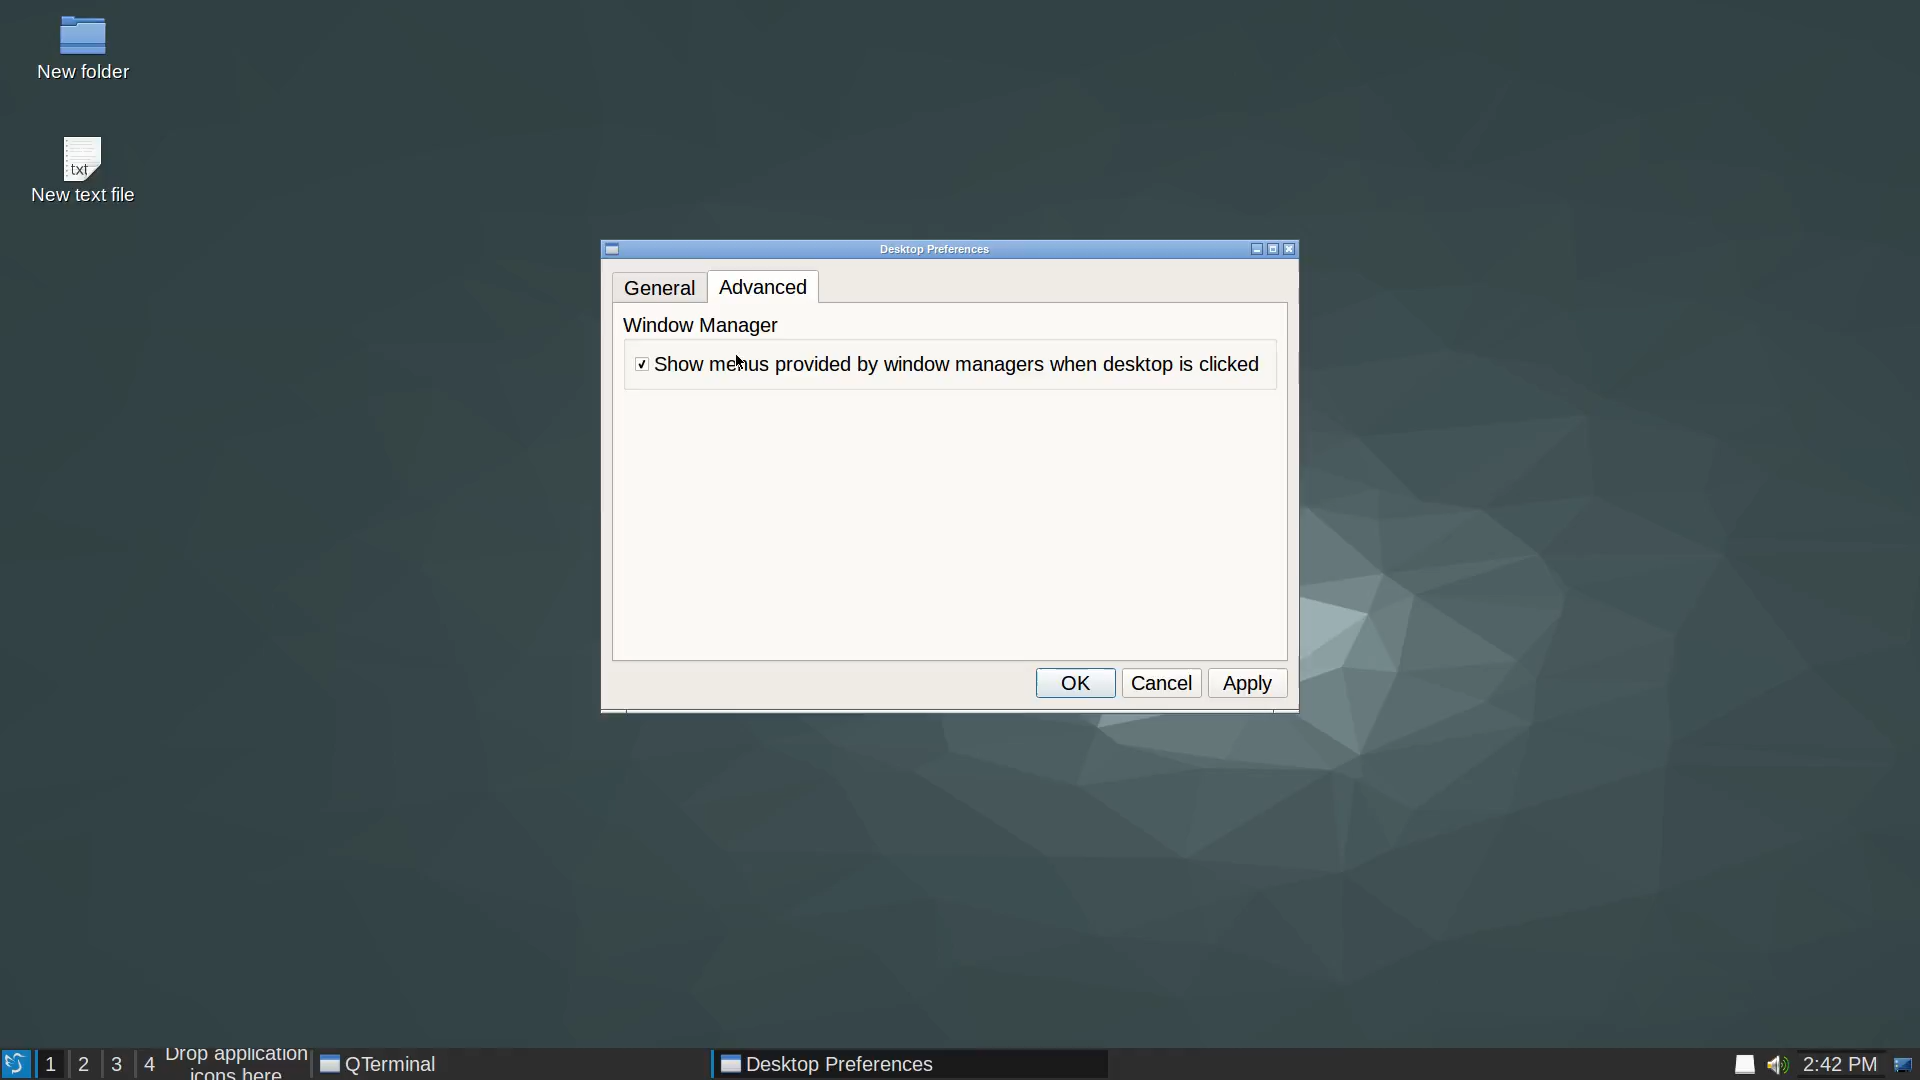 New folder
txt
New text file
Desktop Preferences
General
Advanced
Window Manager
Show menus provided by window managers when desktop is clicked
OK
Cancel
Apply
1
2
3
4
Drop application
icons here
QTerminal
Desktop Preferences
2:42 PM